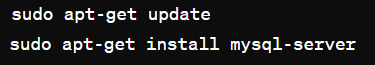 sudo apt-get update
sudo apt-get install mysql-server